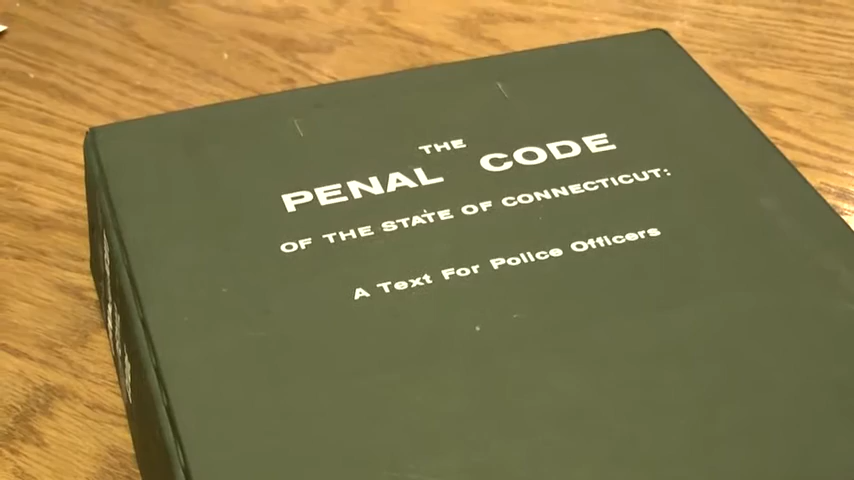 THE
PENAL CODE
OF THE STATE OF CONNECTICUT:
A Text For Police Officers